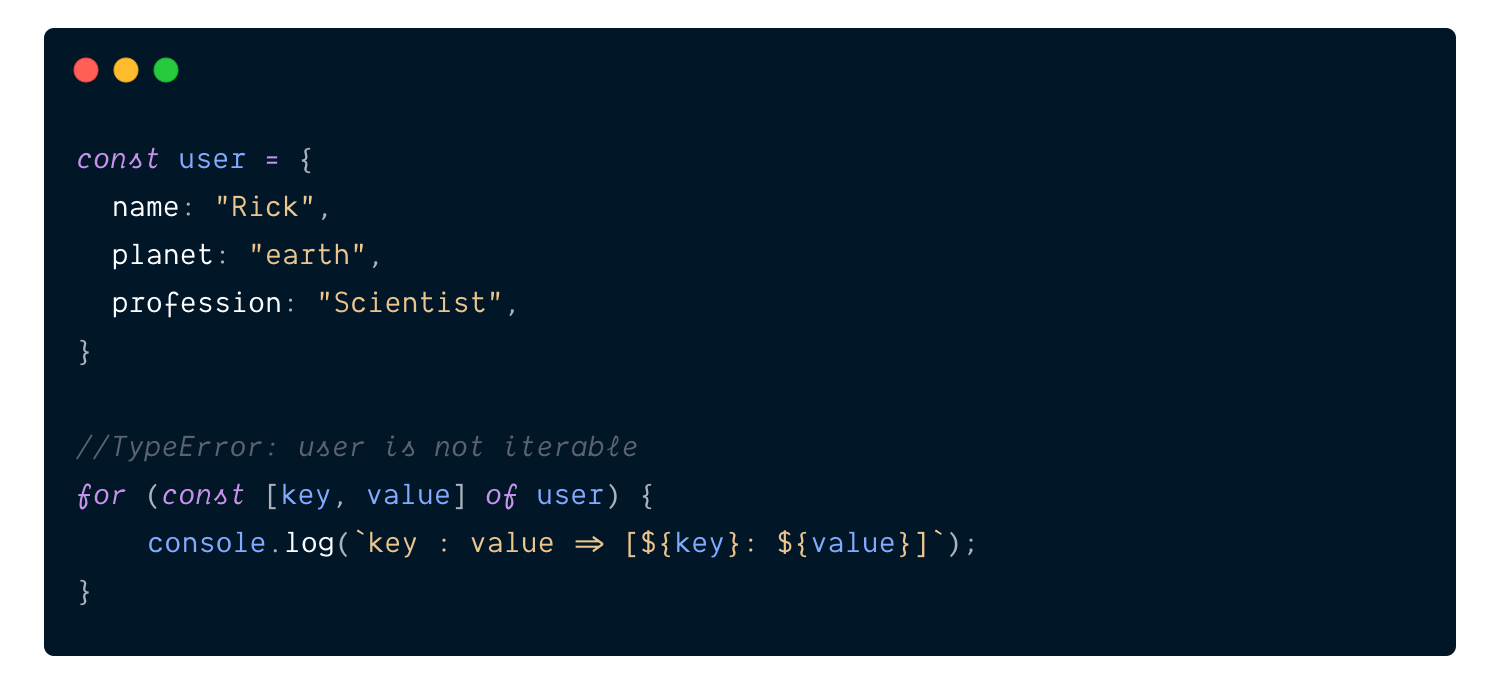 const user = {
  name: "Rick",
  planet: "earth",
  profession: "Scientist",
}
//TypeError: user is not iterable
for (const [key, value] of user) {
    console.log(`key : value => [${key}: ${value}]`);
}